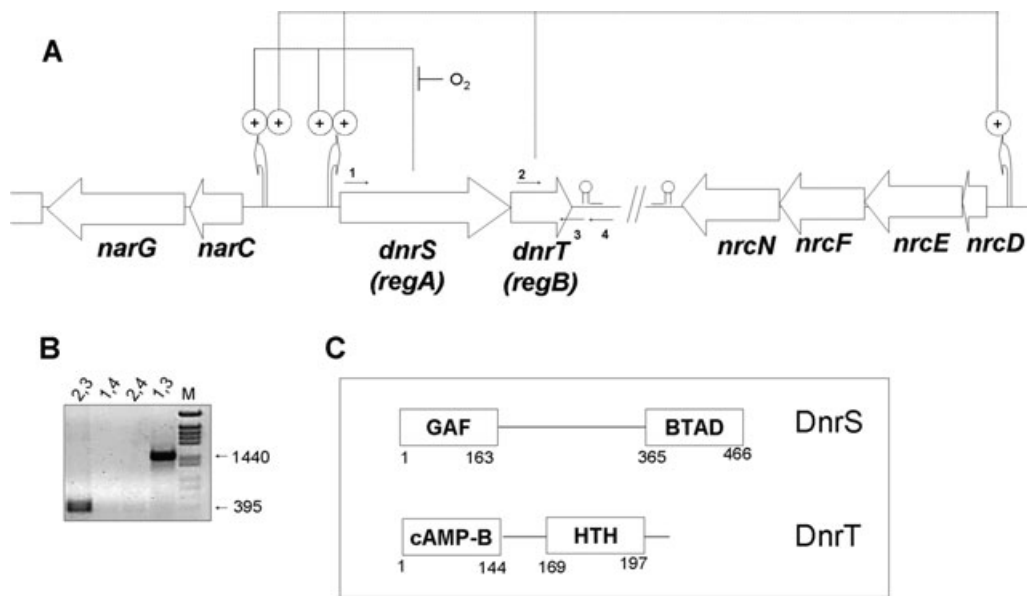 A
O2
+ + + + +
1 2
3 4
narG narC dnrS dnrT nrcN nrcF nrcE nrcD
(regA) (regB)
B
2,3 1,4 2,4 1,3 M
← 1440
← 395
C
GAF BTAD DnrS
1 163 365 466
cAMP-B HTH DnrT
1 144 169 197